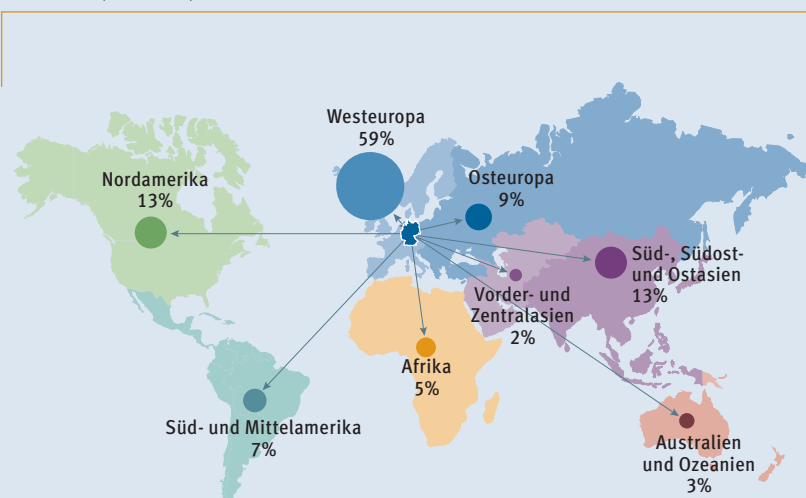 Westeuropa
59%
Nordamerika
13%
Osteuropa
9%
Süd-, Südost-
und Ostasien
13%
Vorder- und
Zentralasien
2%
Afrika
5%
Süd- und Mittelamerika
7%
Australien
und Ozeanien
3%